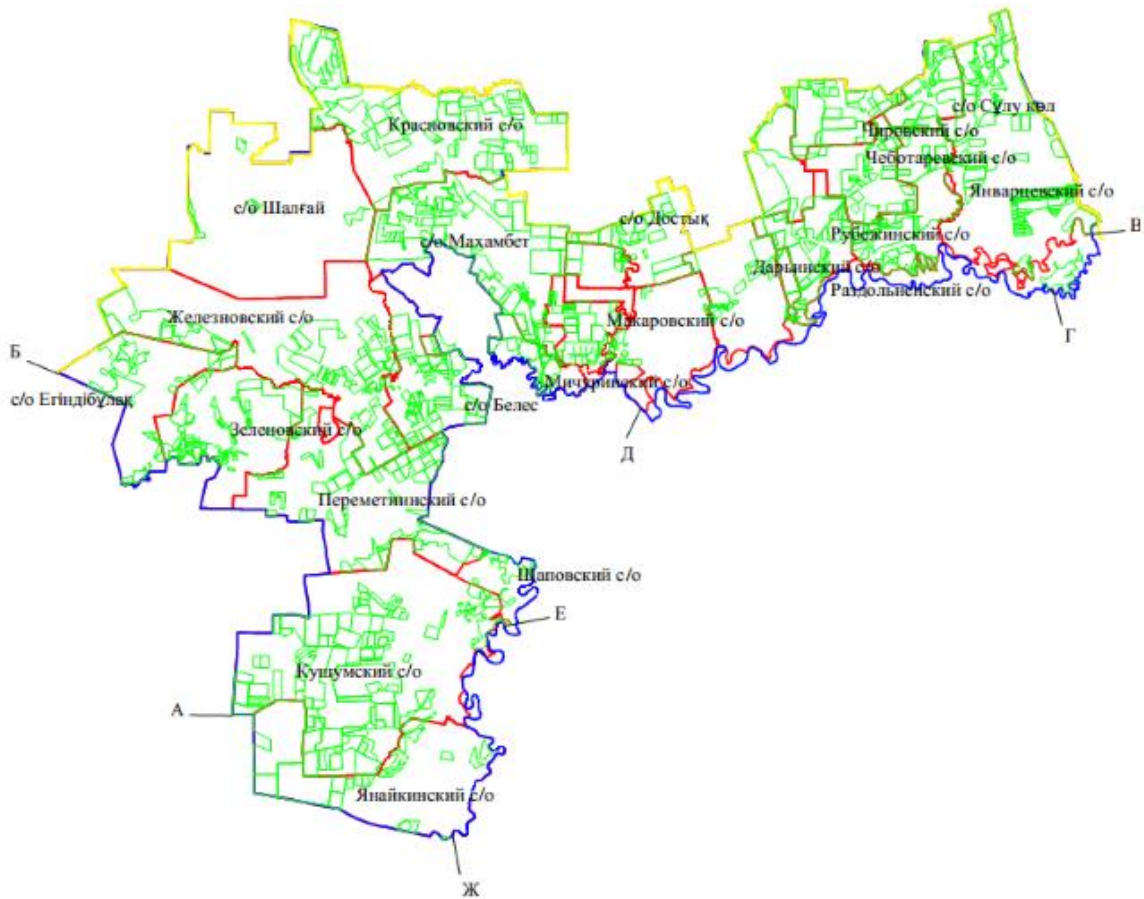 с/о Сұлу көл
Красновский с/о
Чировский с/о
Чеботаревский с/о
Январцевский с/о
с/о Шалғай
с/о Достық
В
с/о Махамбет
Рубежинский с/о
Дарьинский с/о
Раздольненский с/о
Железновский с/о
Макаровский с/о
Г
Б
Мичуринский с/о
с/о Егіндібұлақ
с/о Белес
Зеленовский с/о
Д
Переметнинский с/о
Щаповский с/о
Е
Кушумский с/о
А
Янайкинский с/о
Ж